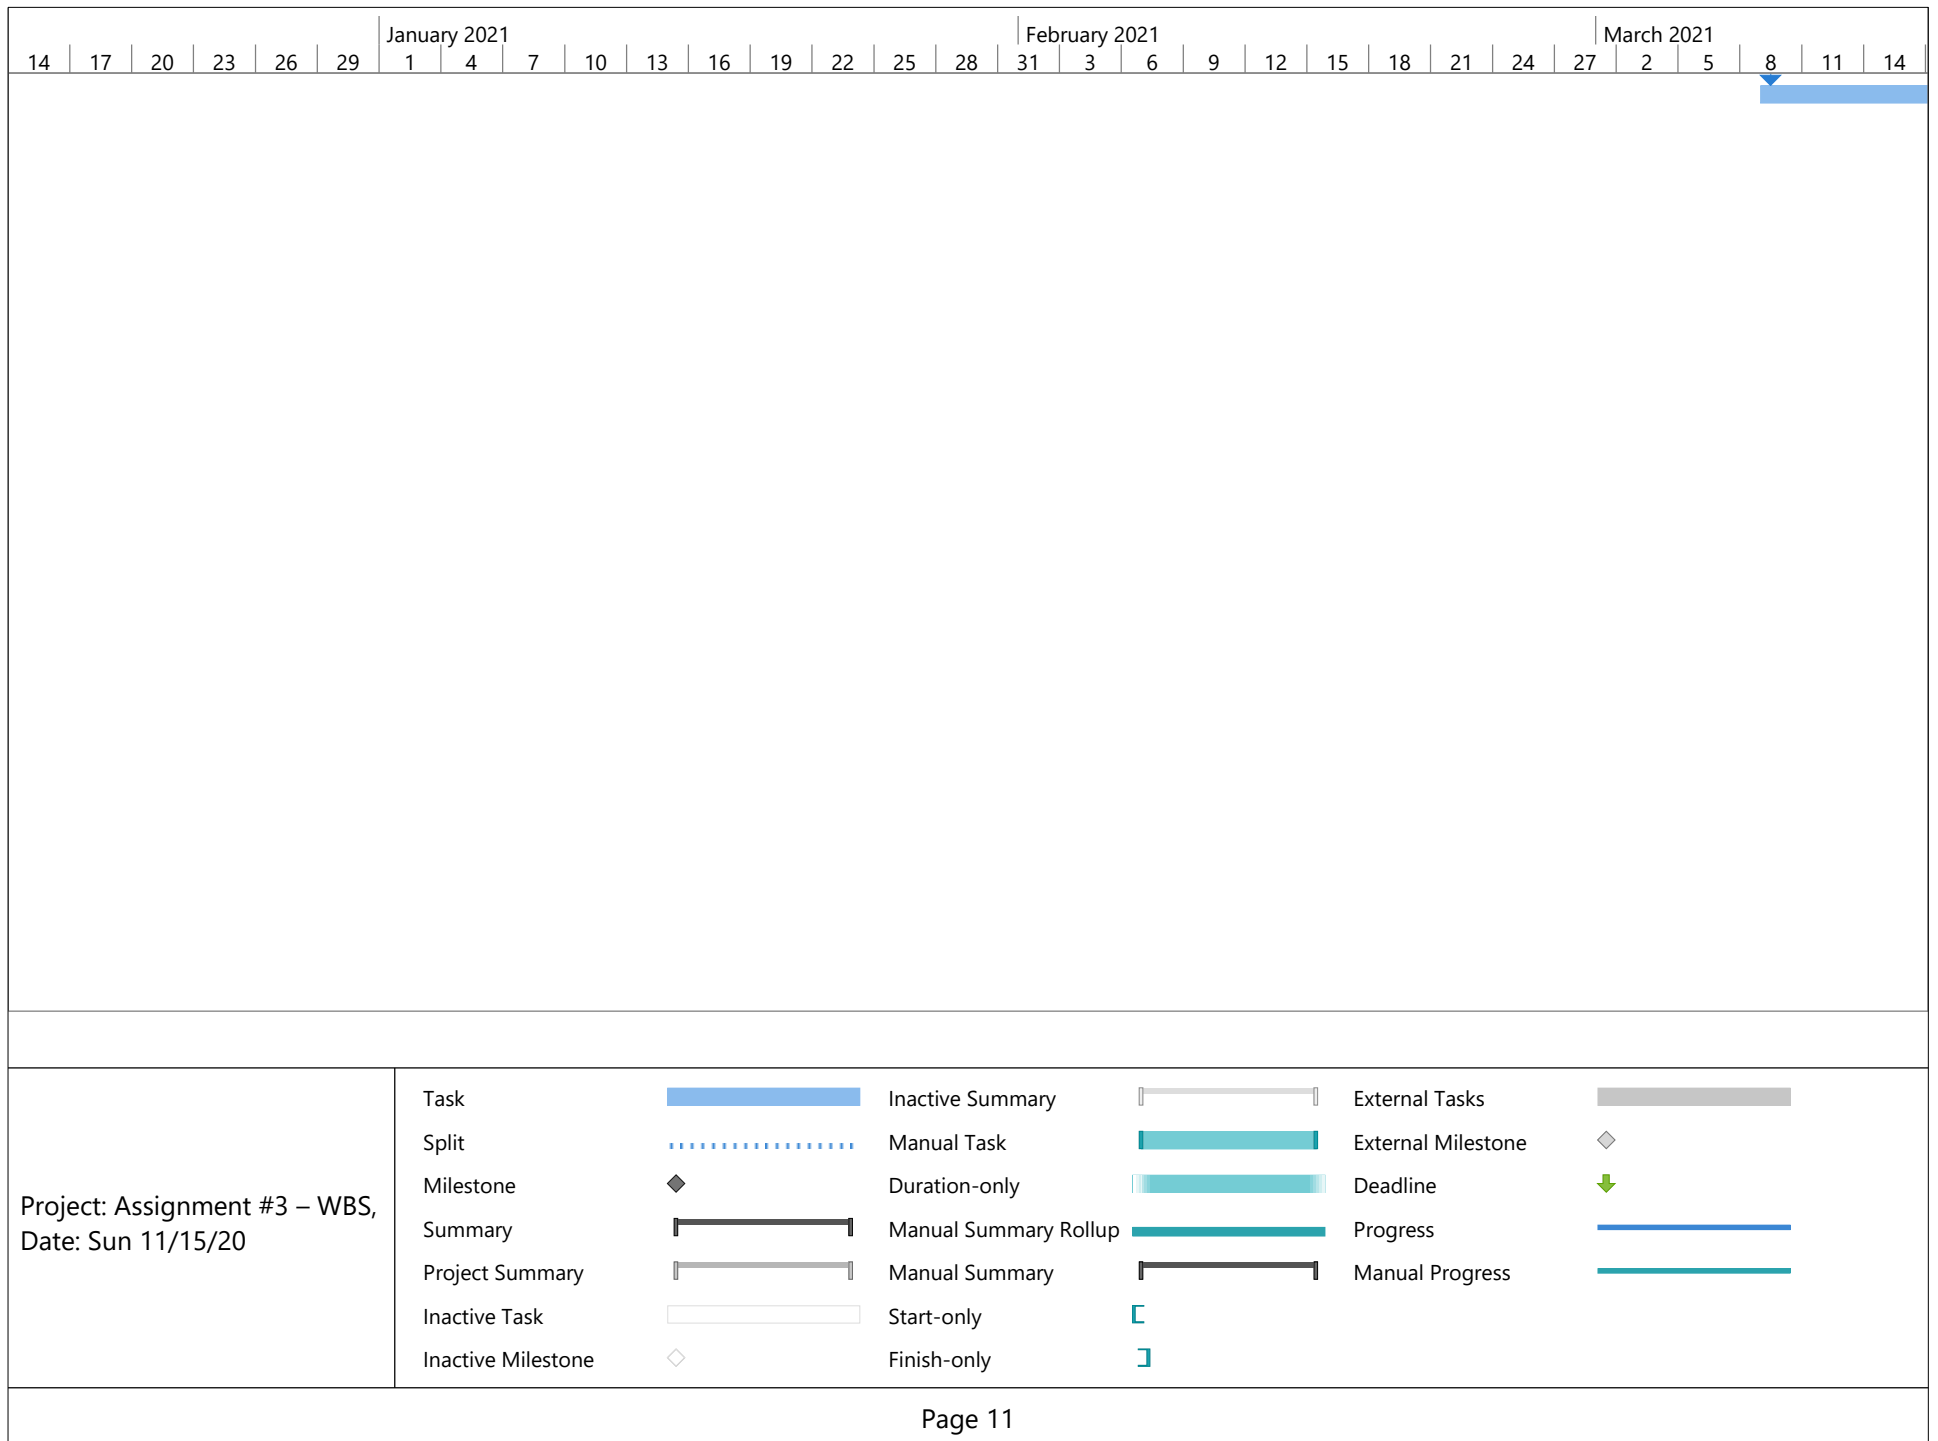 January 2021 February 2021 March 2021
14 17 20 23 26 29 1 4 7 10 13 16 19 22 25 28 31 3 6 9 12 15 18 21 24 27 2 5 8 11 14
Project: Assignment #3 – WBS,
Date: Sun 11/15/20
Task
Split
Milestone
Summary
Project Summary
Inactive Task
Inactive Milestone
Inactive Summary
Manual Task
Duration-only
Manual Summary Rollup
Manual Summary
Start-only
Finish-only
External Tasks
External Milestone
Deadline
Progress
Manual Progress
Page 11